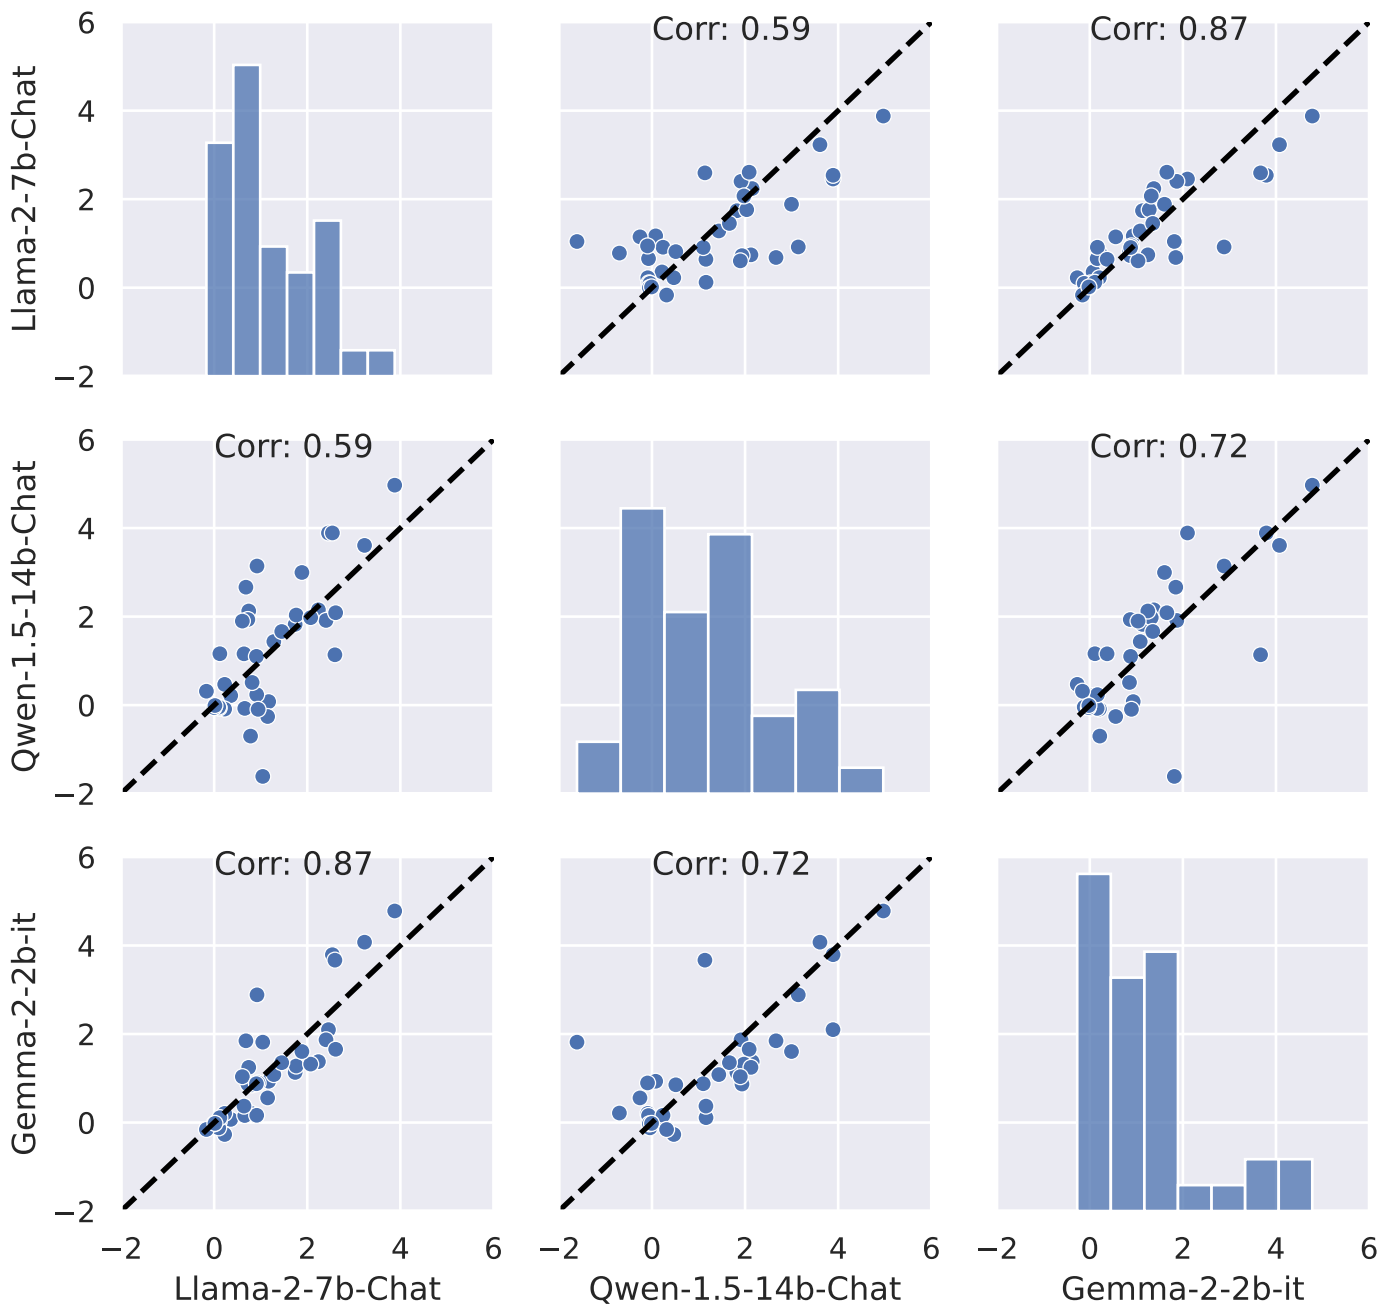 Llama-2-7b-Chat
6
4
2
0
−2
Corr: 0.59
Corr: 0.87
Qwen-1.5-14b-Chat
6
4
2
0
−2
Corr: 0.59
Corr: 0.72
Gemma-2-2b-it
6
4
2
0
−2
Corr: 0.87
Corr: 0.72
−2 0 2 4 6 −2 0 2 4 6 −2 0 2 4 6
Llama-2-7b-Chat Qwen-1.5-14b-Chat Gemma-2-2b-it